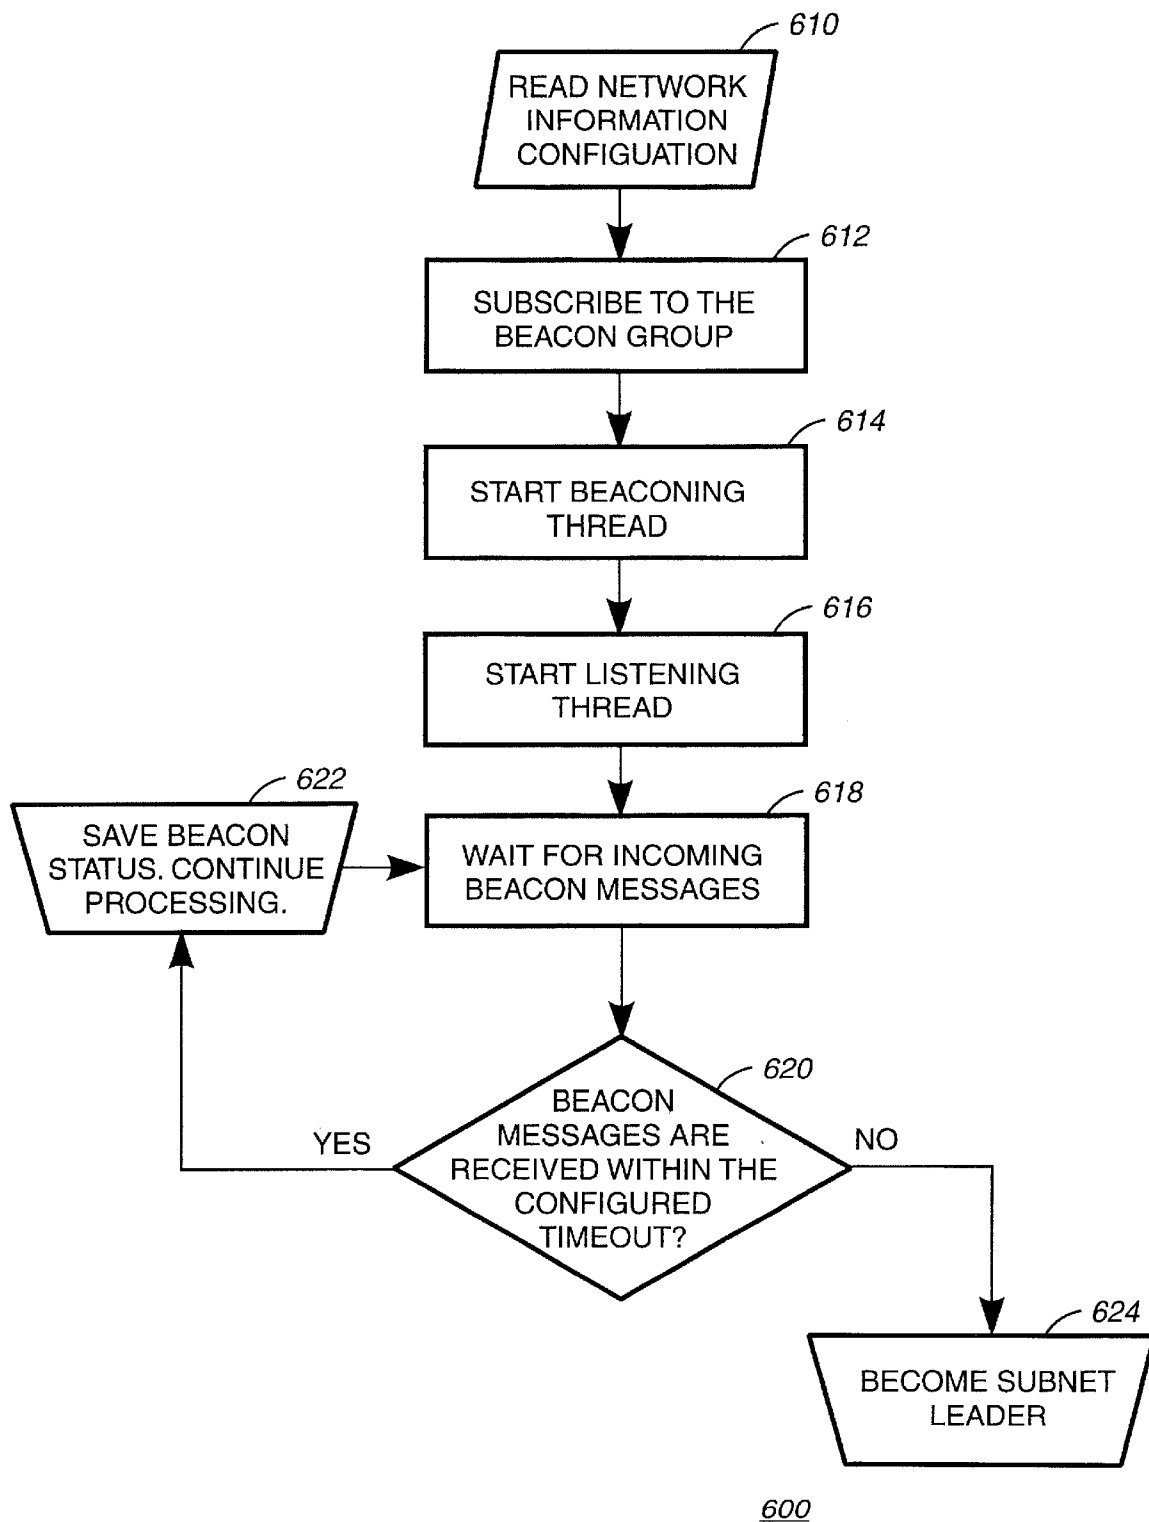 610
READ NETWORK
INFORMATION
CONFIGUATION
612
SUBSCRIBE TO THE
BEACON GROUP
614
START BEACONING
THREAD
616
START LISTENING
THREAD
622
SAVE BEACON
STATUS. CONTINUE
PROCESSING.
618
WAIT FOR INCOMING
BEACON MESSAGES
620
BEACON
MESSAGES ARE
RECEIVED WITHIN THE
CONFIGURED
TIMEOUT?
YES
NO
624
BECOME SUBNET
LEADER
600